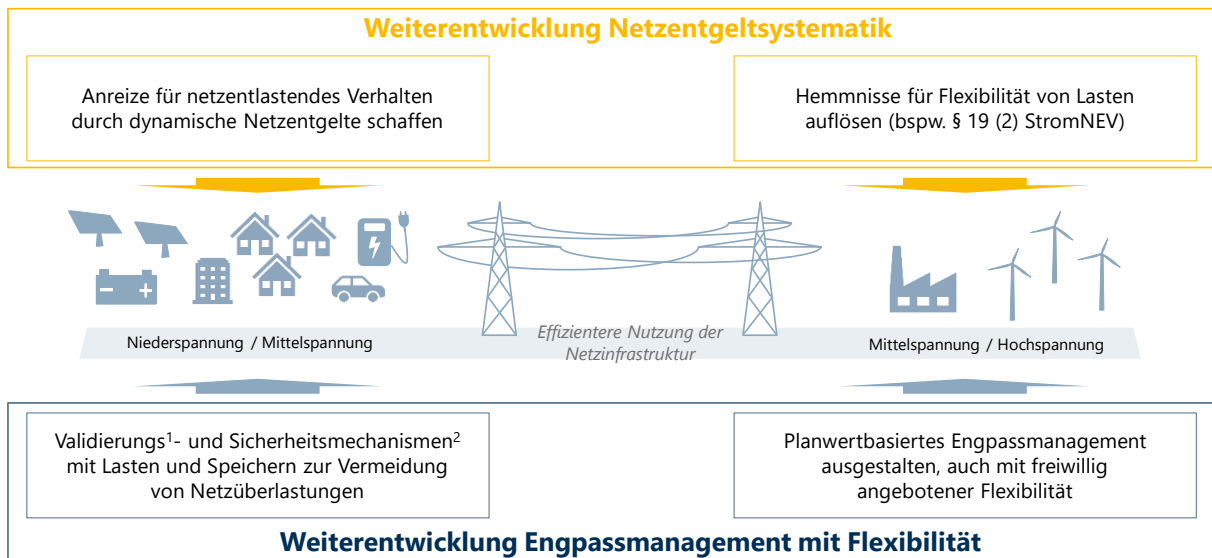 Weiterentwicklung Netzentgeltsystematik
Anreize für netzentlastendes Verhalten
durch dynamische Netzentgelte schaffen
Hemmnisse für Flexibilität von Lasten
auflösen (bspw. § 19 (2) StromNEV)
Niederspannung / Mittelspannung
Effizientere Nutzung der
Netzinfrastruktur
Mittelspannung / Hochspannung
Validierungs¹- und Sicherheitsmechanismen²
mit Lasten und Speichern zur Vermeidung
von Netzüberlastungen
Planwertbasiertes Engpassmanagement
ausgestalten, auch mit freiwillig
angebotener Flexibilität
Weiterentwicklung Engpassmanagement mit Flexibilität